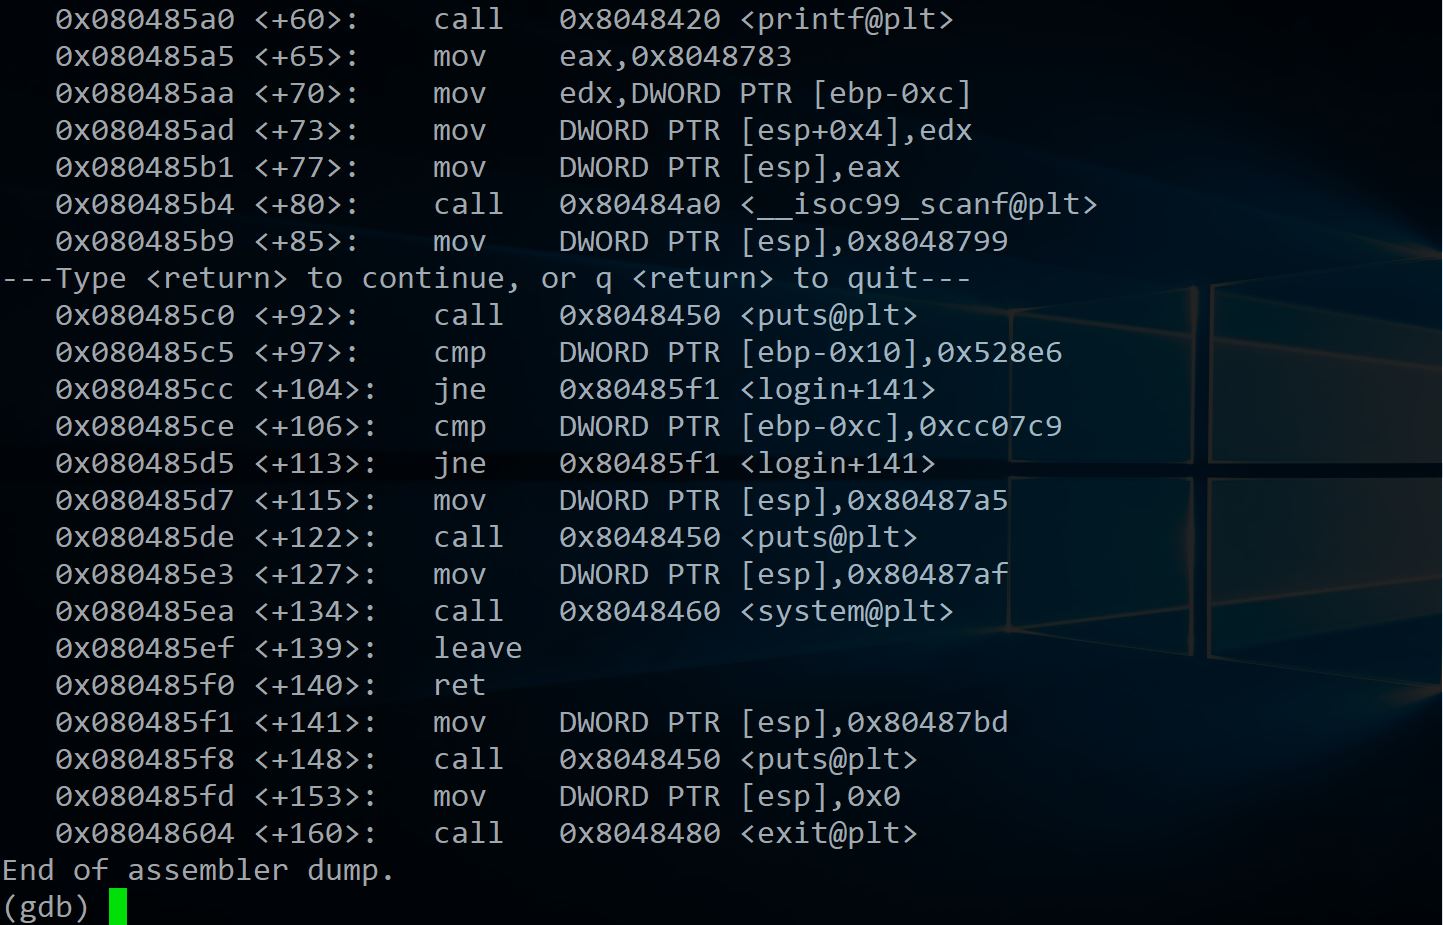 0x080485a0 <+60>: call 0x8048420 <printf@plt>
0x080485a5 <+65>: mov eax,0x8048783
0x080485aa <+70>: mov edx,DWORD PTR [ebp-0xc]
0x080485ad <+73>: mov DWORD PTR [esp+0x4],edx
0x080485b1 <+77>: mov DWORD PTR [esp],eax
0x080485b4 <+80>: call 0x80484a0 <__isoc99_scanf@plt>
0x080485b9 <+85>: mov DWORD PTR [esp],0x8048799
---Type <return> to continue, or q <return> to quit---
0x080485c0 <+92>: call 0x8048450 <puts@plt>
0x080485c5 <+97>: cmp DWORD PTR [ebp-0x10],0x528e6
0x080485cc <+104>: jne 0x80485f1 <login+141>
0x080485ce <+106>: cmp DWORD PTR [ebp-0xc],0xcc07c9
0x080485d5 <+113>: jne 0x80485f1 <login+141>
0x080485d7 <+115>: mov DWORD PTR [esp],0x80487a5
0x080485de <+122>: call 0x8048450 <puts@plt>
0x080485e3 <+127>: mov DWORD PTR [esp],0x80487af
0x080485ea <+134>: call 0x8048460 <system@plt>
0x080485ef <+139>: leave
0x080485f0 <+140>: ret
0x080485f1 <+141>: mov DWORD PTR [esp],0x80487bd
0x080485f8 <+148>: call 0x8048450 <puts@plt>
0x080485fd <+153>: mov DWORD PTR [esp],0x0
0x08048604 <+160>: call 0x8048480 <exit@plt>
End of assembler dump.
(gdb)